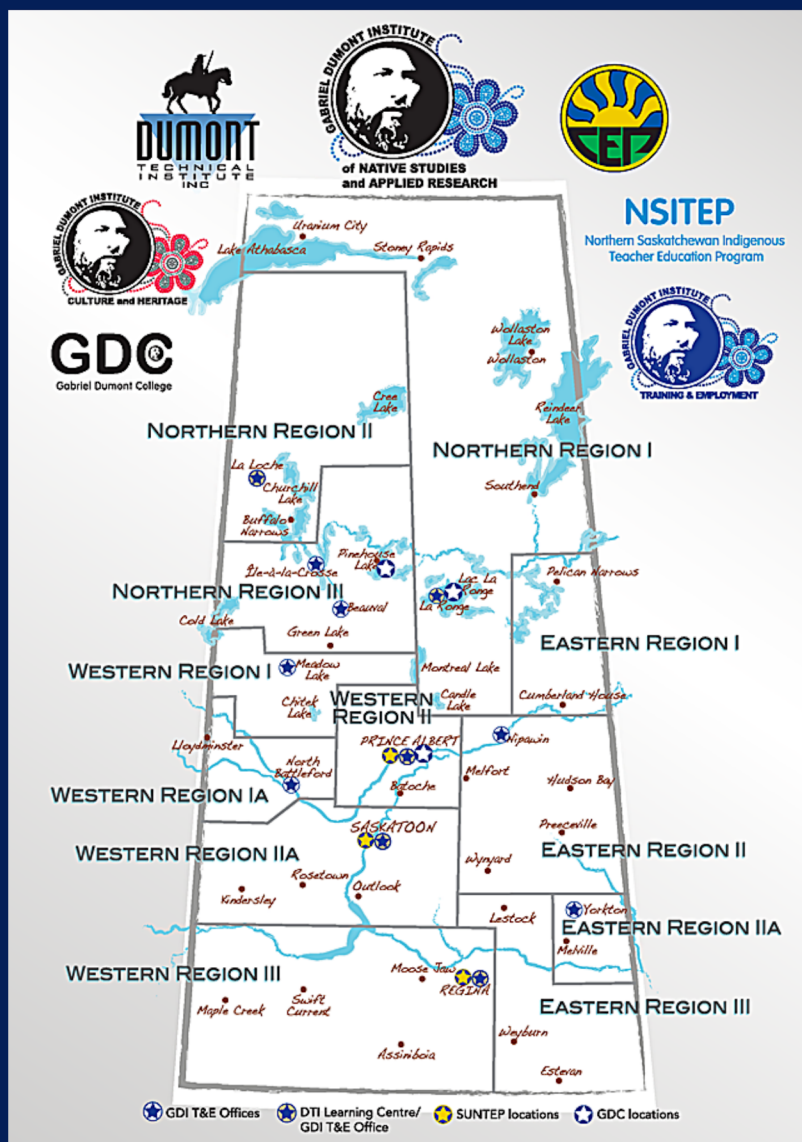 DUMONT
TECHNICAL
INSTITUTE
INC
GABRIEL DUMONT INSTITUTE
of NATIVE STUDIES
and APPLIED RESEARCH
GABRIEL DUMONT INSTITUTE
CULTURE and HERITAGE
NSITEP
Northern Saskatchewan Indigenous
Teacher Education Program
GDC
Gabriel Dumont College
GABRIEL DUMONT INSTITUTE
TRAINING & EMPLOYMENT
Uranium City
Lake Athabasca
Stoney Rapids
Wollaston
Lake
Wollaston
Cree
Lake
Reindeer
Lake
NORTHERN REGION II
NORTHERN REGION I
La Loche
Churchill
Lake
Southend
Buffalo
Narrows
Pinehouse
Lake
Île-à-la-Crosse
Lac La
Ronge
La Ronge
Pelican Narrows
NORTHERN REGION III
Beauval
Cold Lake
Green Lake
EASTERN REGION I
WESTERN REGION I
Meadow
Lake
Montreal Lake
Chitek
Lake
WESTERN
REGION II
Candle
Lake
Cumberland House
Lloydminster
PRINCE ALBERT
Nipawin
North
Battleford
Melfort
Hudson Bay
WESTERN REGION IA
Batoche
SASKATOON
Preeceville
WESTERN REGION IIA
EASTERN REGION II
Wynyard
Rosetown
Kindersley
Outlook
Lestock
Yorkton
EASTERN REGION IIA
Melville
WESTERN REGION III
Moose Jaw
REGINA
Maple Creek
Swift
Current
EASTERN REGION III
Weyburn
Assiniboia
Estevan
GDI T&E Offices
DTI Learning Centre/
GDI T&E Office
SUNTEP locations
GDC locations